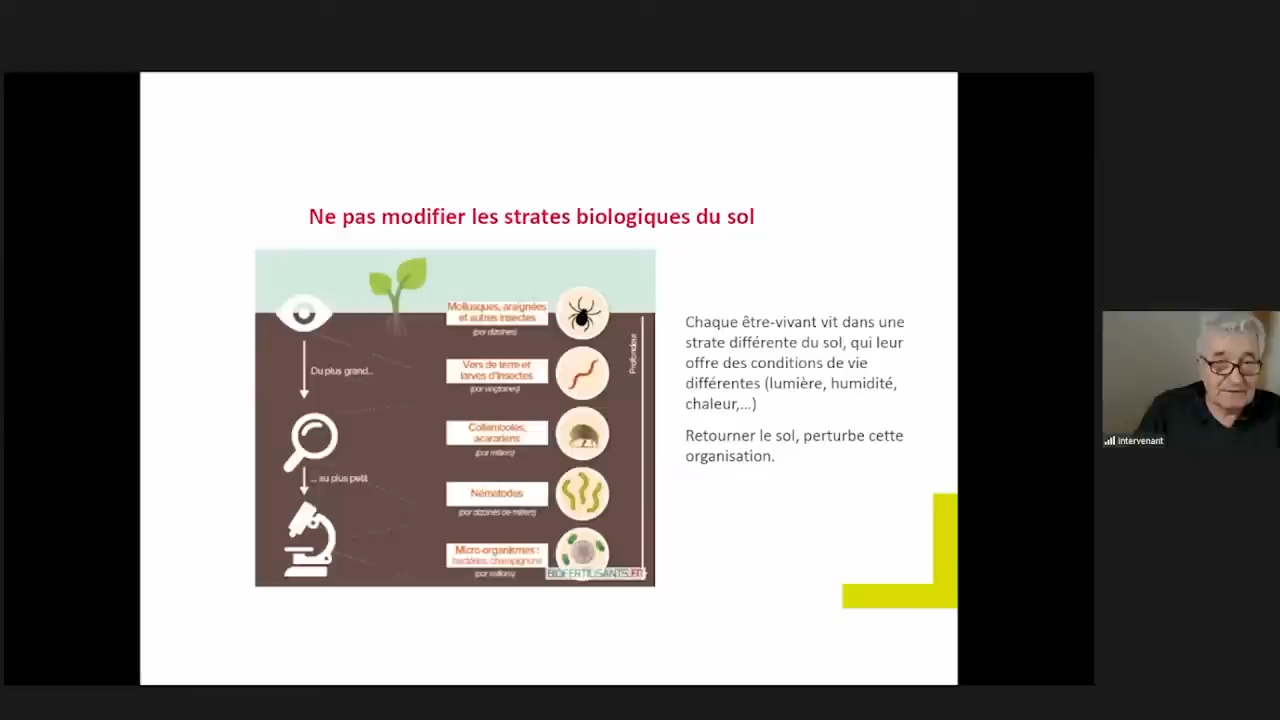 Ne pas modifier les strates biologiques du sol
Mollusques, araignées
et autres insectes
(par dizaines)
Profondeur
Vers de terre et
larves d'insectes
(par vingtaines)
Du plus grand...
Collemboles,
acarariens
(par milliers)
... au plus petit
Nématodes
(par dizaines de milliers)
Micro-organismes :
bactéries, champignons
(par millions)
BIOFERTILISANTS.FR
Chaque être-vivant vit dans une
strate différente du sol, qui leur
offre des conditions de vie
différentes (lumière, humidité,
chaleur,...)
Retourner le sol, perturbe cette
organisation.
Intervenant